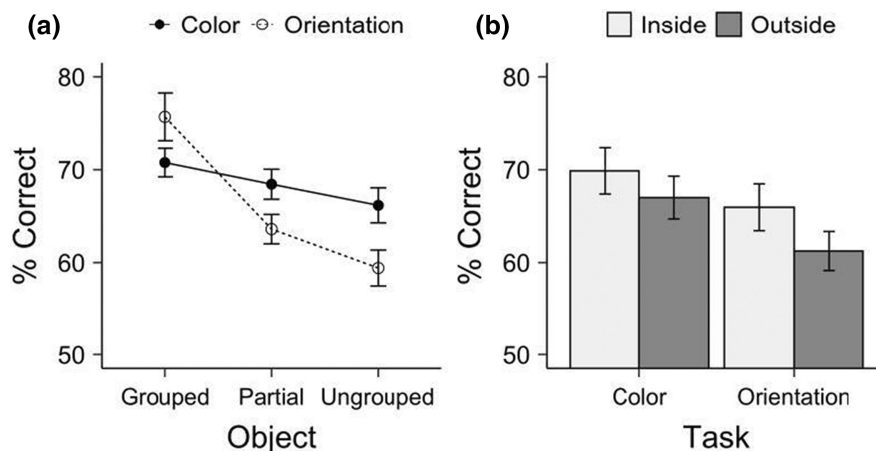 (a)
Color Orientation
% Correct
80
70
60
50
Grouped Partial Ungrouped
Object
(b)
Inside Outside
% Correct
80
70
60
50
Color Orientation
Task